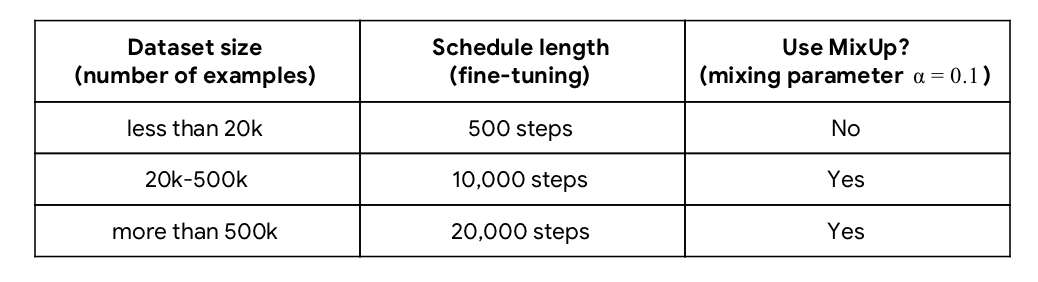 Dataset size
(number of examples)
Schedule length
(fine-tuning)
Use MixUp?
(mixing parameter α = 0.1)
less than 20k
500 steps
No
20k-500k
10,000 steps
Yes
more than 500k
20,000 steps
Yes